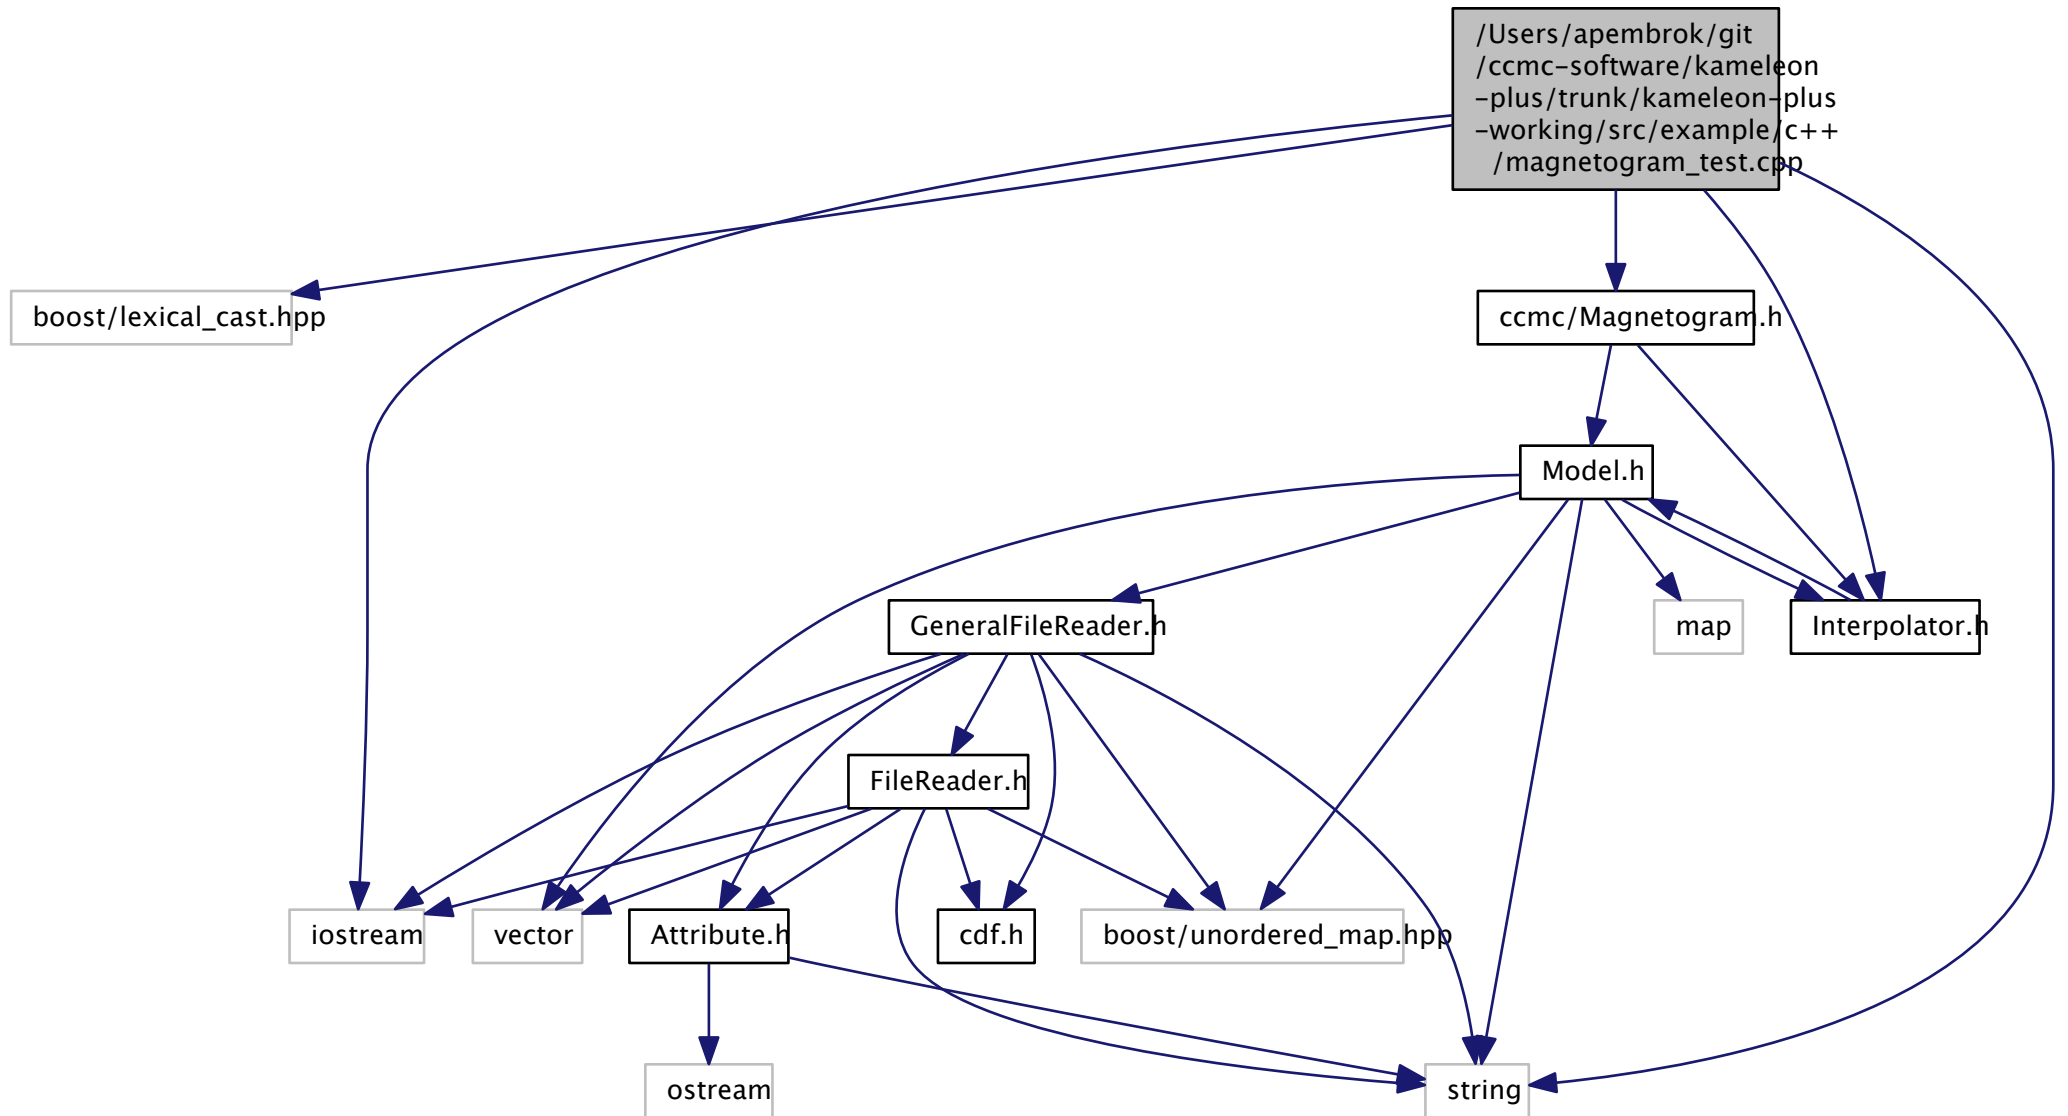 /Users/apembrok/git
/ccmc-software/kameleon
-plus/trunk/kameleon-plus
-working/src/example/c++
/magnetogram_test.cpp
boost/lexical_cast.hpp
ccmc/Magnetogram.h
Model.h
GeneralFileReader.h
map
Interpolator.h
FileReader.h
iostream
vector
Attribute.h
cdf.h
boost/unordered_map.hpp
ostream
string